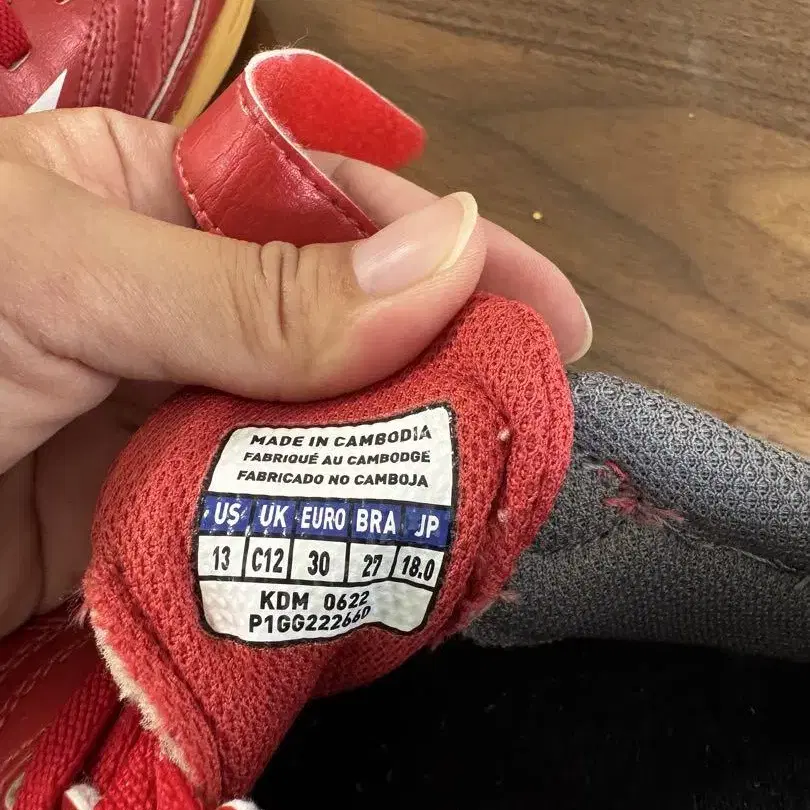 MADE IN CAMBODIA
FABRIQUÉ AU CAMBODGE
FABRICADO NO CAMBOJA
US UK EURO BRA JP
13 C12 30 27 18.0
KDM 0622
P1GG222660